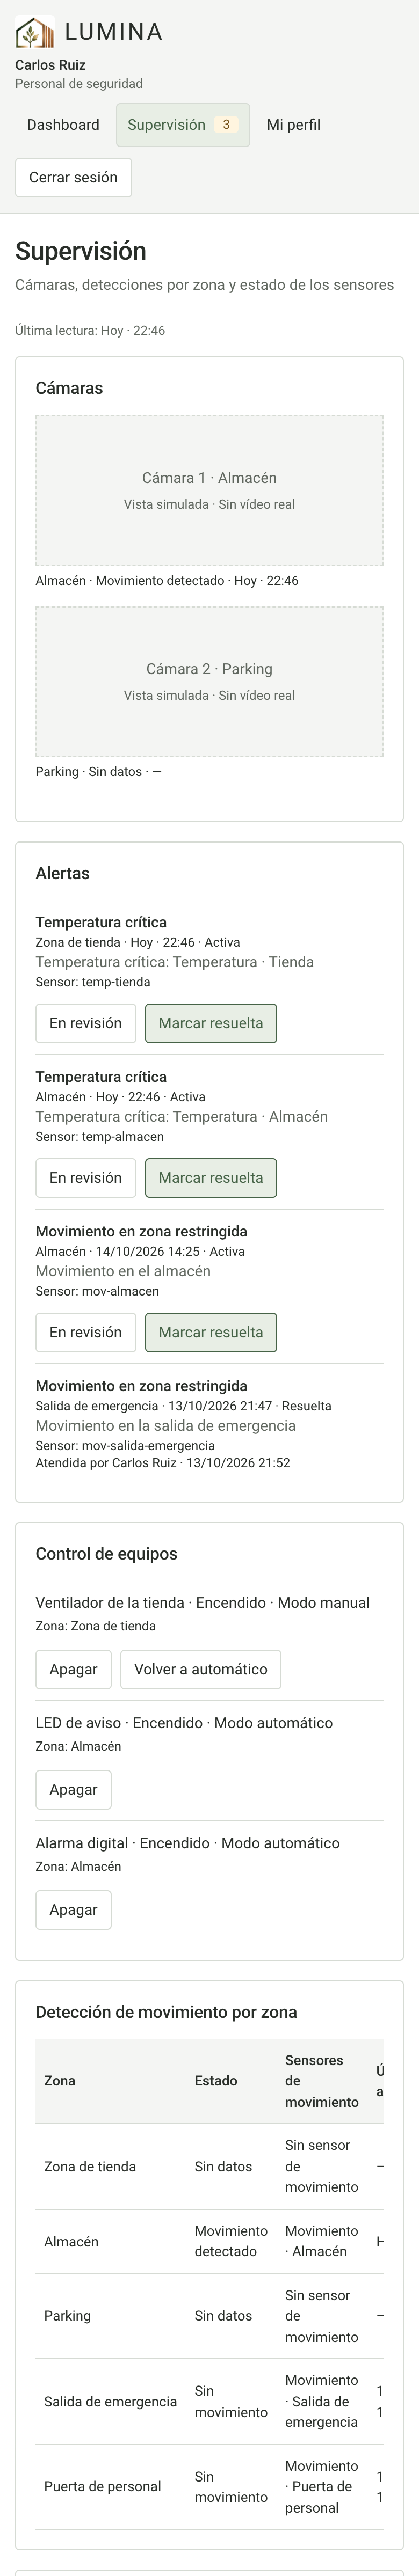 LUMINA
Carlos Ruiz
Personal de seguridad
Dashboard
Supervisión 3
Mi perfil
Cerrar sesión
Supervisión
Cámaras, detecciones por zona y estado de los sensores
Última lectura: Hoy · 22:46
Cámaras
Cámara 1 · Almacén
Vista simulada · Sin vídeo real
Almacén · Movimiento detectado · Hoy · 22:46
Cámara 2 · Parking
Vista simulada · Sin vídeo real
Parking · Sin datos · —
Alertas
Temperatura crítica
Zona de tienda · Hoy · 22:46 · Activa
Temperatura crítica: Temperatura · Tienda
Sensor: temp-tienda
En revisión
Marcar resuelta
Temperatura crítica
Almacén · Hoy · 22:46 · Activa
Temperatura crítica: Temperatura · Almacén
Sensor: temp-almacen
En revisión
Marcar resuelta
Movimiento en zona restringida
Almacén · 14/10/2026 14:25 · Activa
Movimiento en el almacén
Sensor: mov-almacen
En revisión
Marcar resuelta
Movimiento en zona restringida
Salida de emergencia · 13/10/2026 21:47 · Resuelta
Movimiento en la salida de emergencia
Sensor: mov-salida-emergencia
Atendida por Carlos Ruiz · 13/10/2026 21:52
Control de equipos
Ventilador de la tienda · Encendido · Modo manual
Zona: Zona de tienda
Apagar
Volver a automático
LED de aviso · Encendido · Modo automático
Zona: Almacén
Apagar
Alarma digital · Encendido · Modo automático
Zona: Almacén
Apagar
Detección de movimiento por zona
Zona
Estado
Sensores
de
movimiento
Zona de tienda
Sin datos
Sin sensor
de
movimiento
Almacén
Movimiento
detectado
Movimiento
· Almacén
Parking
Sin datos
Sin sensor
de
movimiento
Salida de emergencia
Sin
movimiento
Movimiento
· Salida de
emergencia
Puerta de personal
Sin
movimiento
Movimiento
· Puerta de
personal